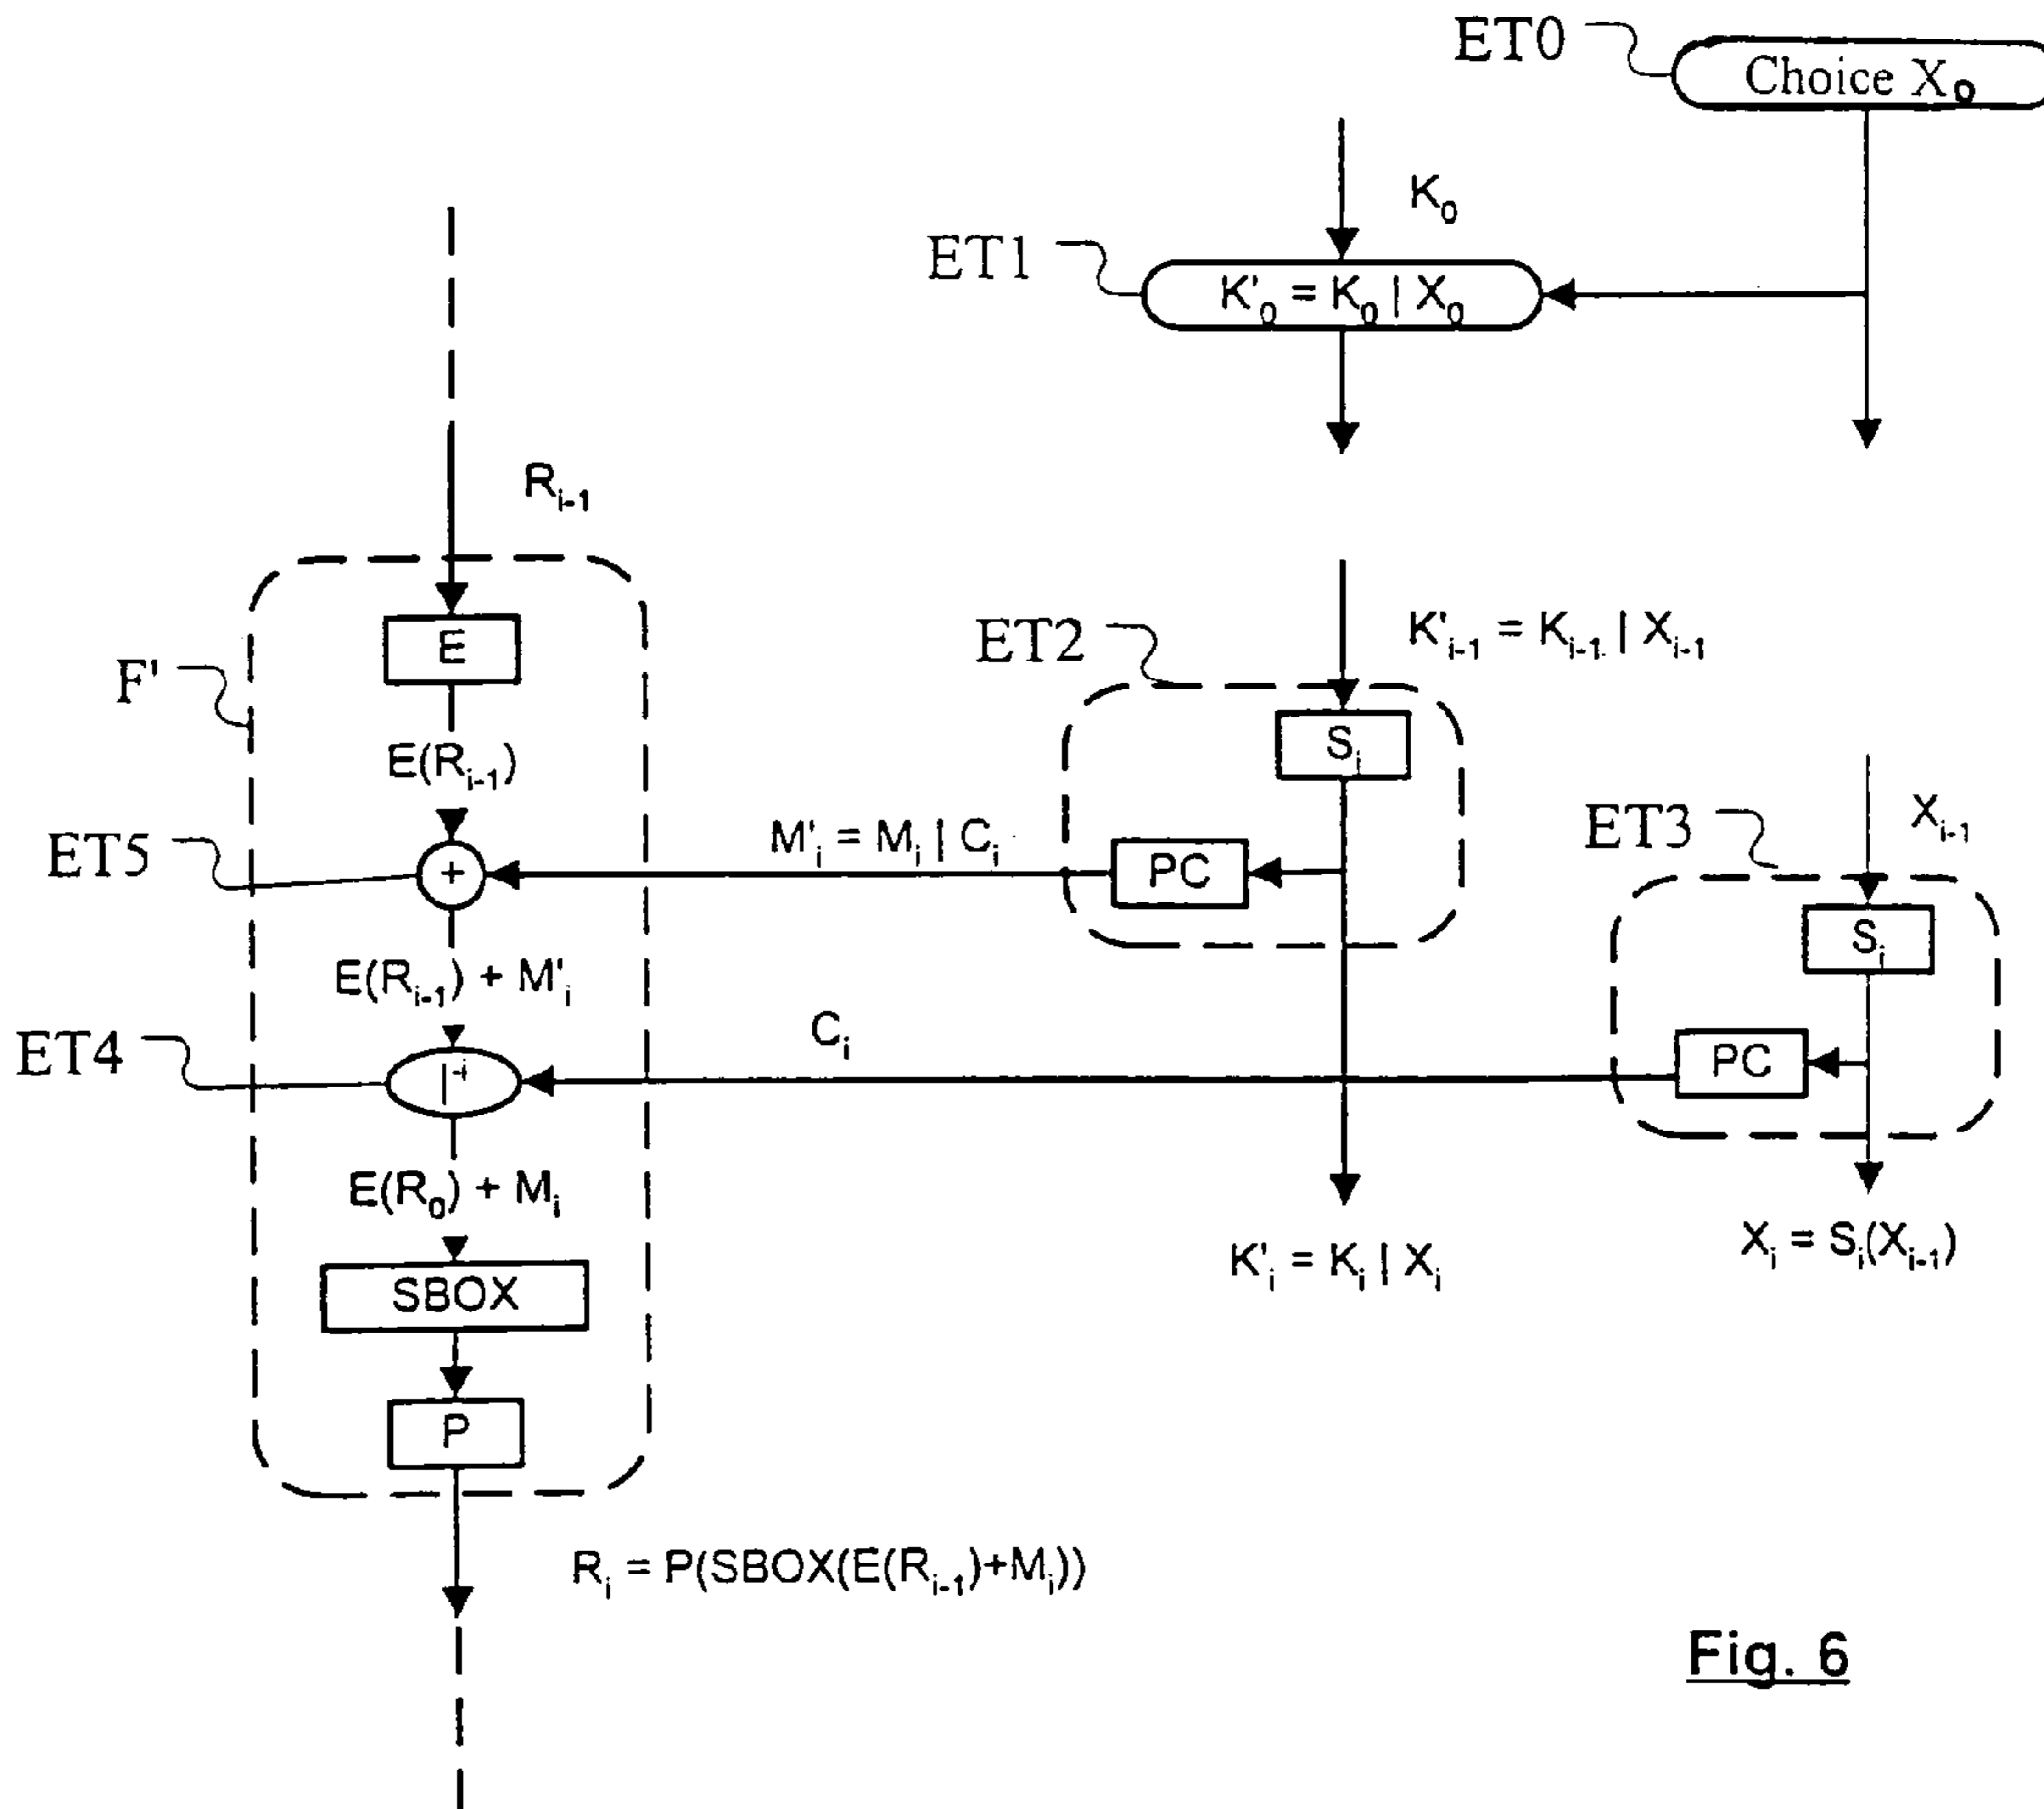 ET0
Choice X₀
K₀
ET1
K'₀ = K₀ | X₀
Rᵢ₋₁
E
F'
E(Rᵢ₋₁)
ET2
K'ᵢ₋₁ = Kᵢ₋₁ | Xᵢ₋₁
Sᵢ
ET3
Xᵢ₋₁
ET5
+
M'ᵢ = Mᵢ | Cᵢ
PC
Sᵢ
E(Rᵢ₋₁) + M'ᵢ
ET4
Cᵢ
PC
E(R₀) + Mᵢ
SBOX
K'ᵢ = Kᵢ | Xᵢ
Xᵢ = Sᵢ(Xᵢ₋₁)
P
Rᵢ = P(SBOX(E(Rᵢ₋₁)+Mᵢ))
Fig. 6